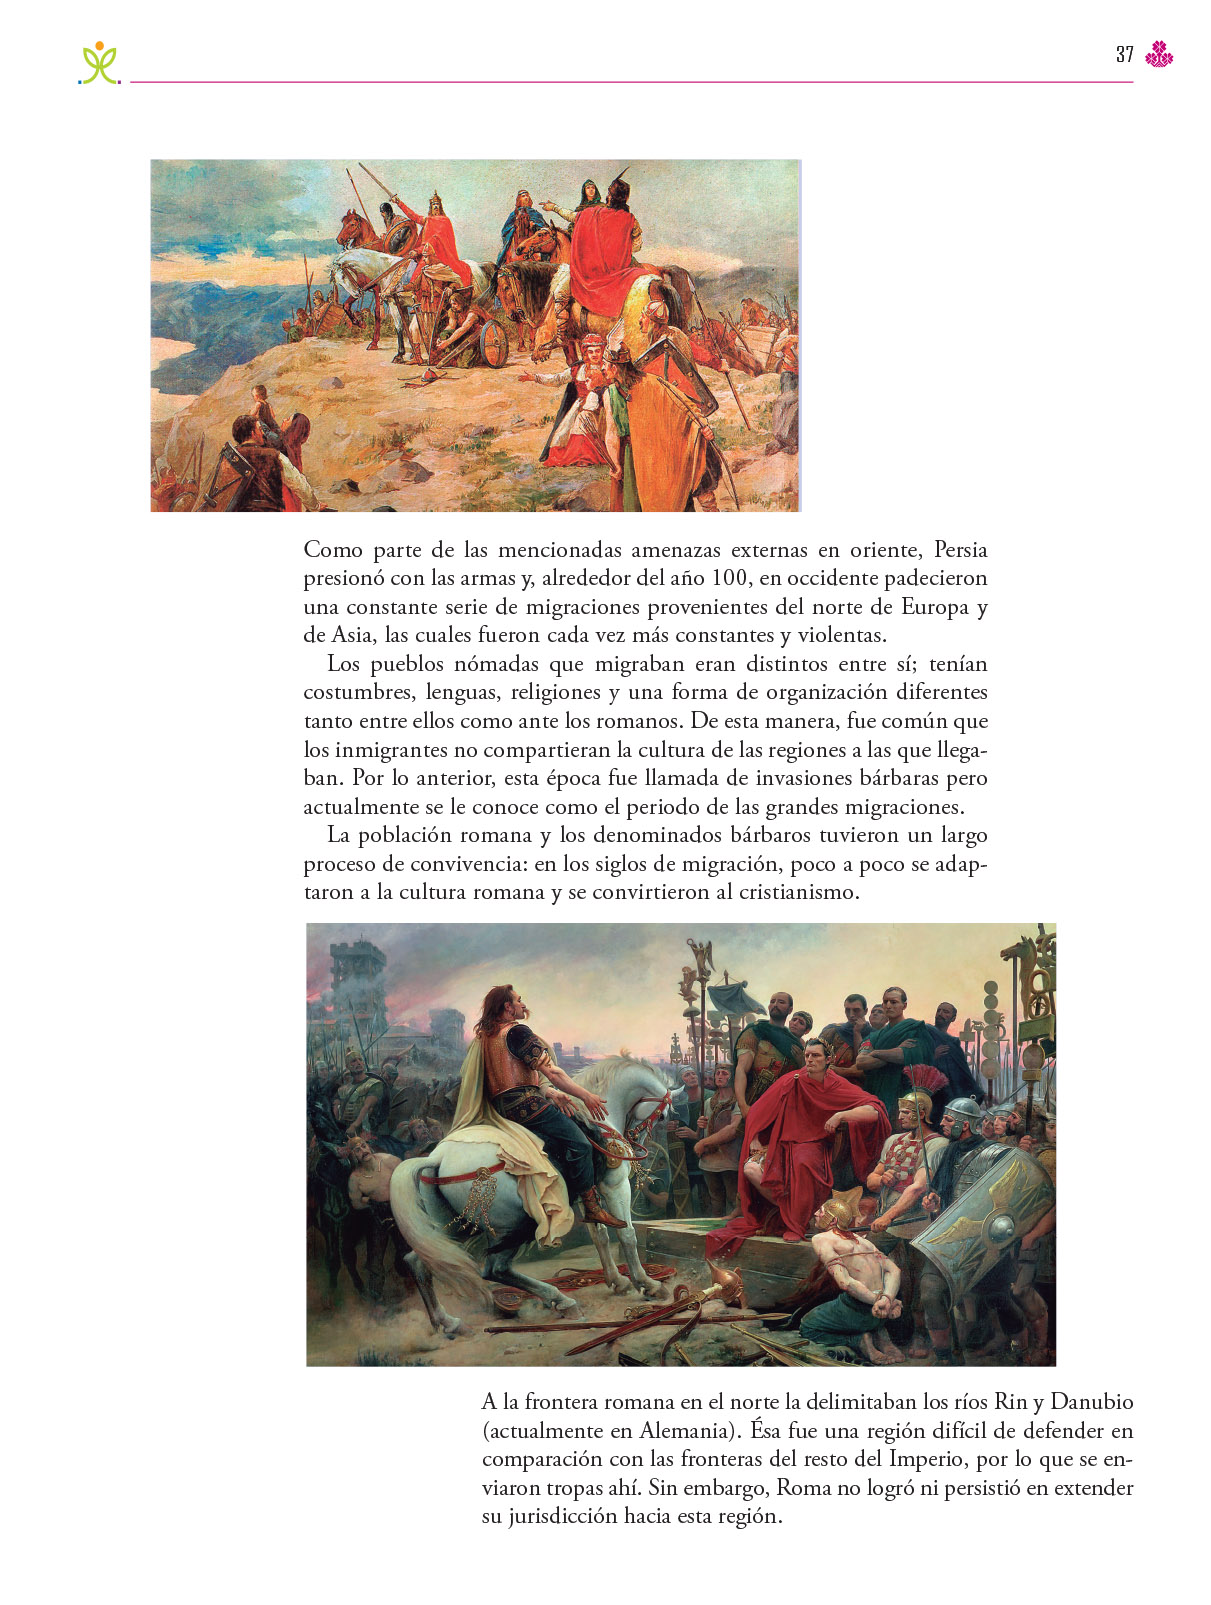 37
Como parte de las mencionadas amenazas externas en oriente, Persia
presionó con las armas y, alrededor del año 100, en occidente padecieron
una constante serie de migraciones provenientes del norte de Europa y
de Asia, las cuales fueron cada vez más constantes y violentas.
Los pueblos nómadas que migraban eran distintos entre sí; tenían
costumbres, lenguas, religiones y una forma de organización diferentes
tanto entre ellos como ante los romanos. De esta manera, fue común que
los inmigrantes no compartieran la cultura de las regiones a las que llega-
ban. Por lo anterior, esta época fue llamada de invasiones bárbaras pero
actualmente se le conoce como el periodo de las grandes migraciones.
La población romana y los denominados bárbaros tuvieron un largo
proceso de convivencia: en los siglos de migración, poco a poco se adap-
taron a la cultura romana y se convirtieron al cristianismo.
A la frontera romana en el norte la delimitaban los ríos Rin y Danubio
(actualmente en Alemania). Ésa fue una región difícil de defender en
comparación con las fronteras del resto del Imperio, por lo que se en-
viaron tropas ahí. Sin embargo, Roma no logró ni persistió en extender
su jurisdicción hacia esta región.